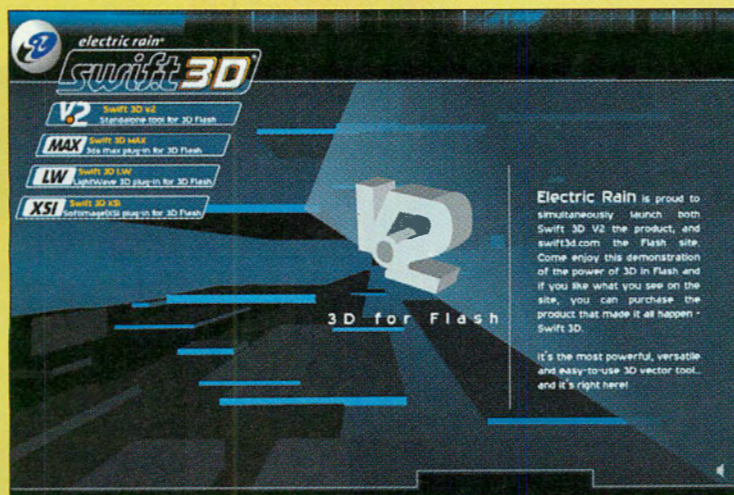 electric rain
swift 3D
V.2 Swift 3D v2
Standalone tool for 3D Flash
MAX Swift 3D MAX
3ds max plug-in for 3D Flash
LW Swift 3D LW
LightWave 3D plug-in for 3D Flash
XSI Swift 3D XSI
Softimage|XSI plug-in for 3D Flash
V.2
3D for Flash
Electric Rain is proud to
simultaneously launch both
Swift 3D V2 the product, and
swift3d.com the Flash site.
Come enjoy this demonstration
of the power of 3D in Flash and
if you like what you see on the
site, you can purchase the
product that made it all happen -
Swift 3D.
It's the most powerful, versatile
and easy-to-use 3D vector tool...
and it's right here!